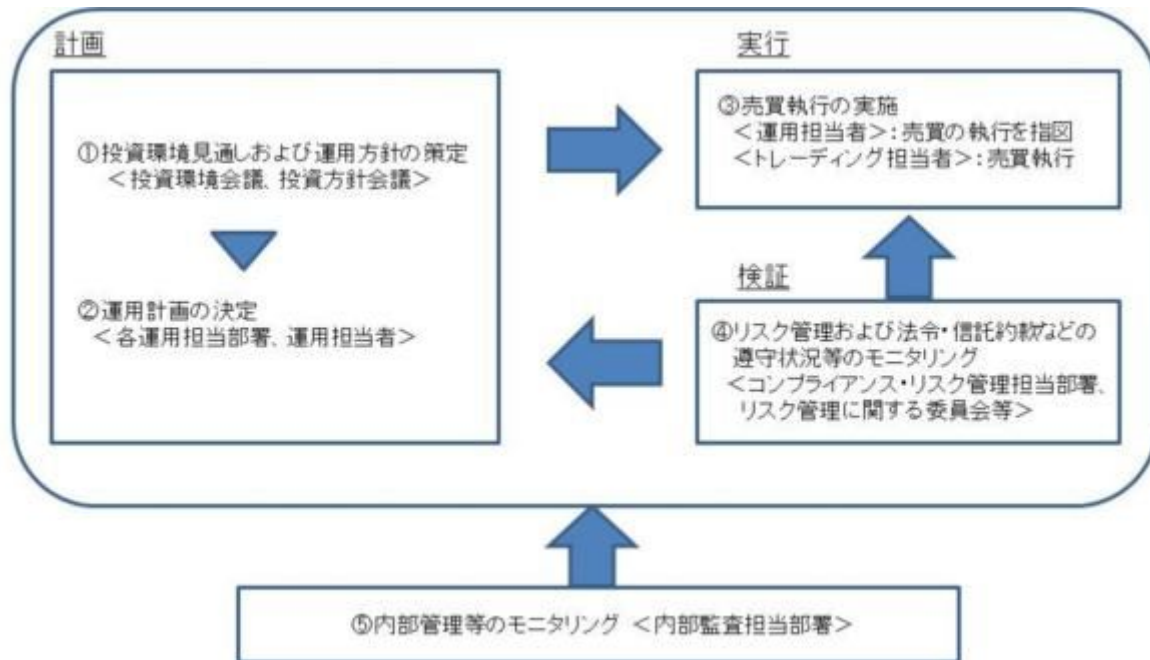 計画
①投資環境見通しおよび運用方針の策定
＜投資環境会議、投資方針会議＞
②運用計画の決定
＜各運用担当部署、運用担当者＞
実行
③売買執行の実施
＜運用担当者＞：売買の執行を指図
＜トレーディング担当者＞：売買執行
検証
④リスク管理および法令・信託約款などの
遵守状況等のモニタリング
＜コンプライアンス・リスク管理担当部署、
リスク管理に関する委員会等＞
⑤内部管理等のモニタリング ＜内部監査担当部署＞